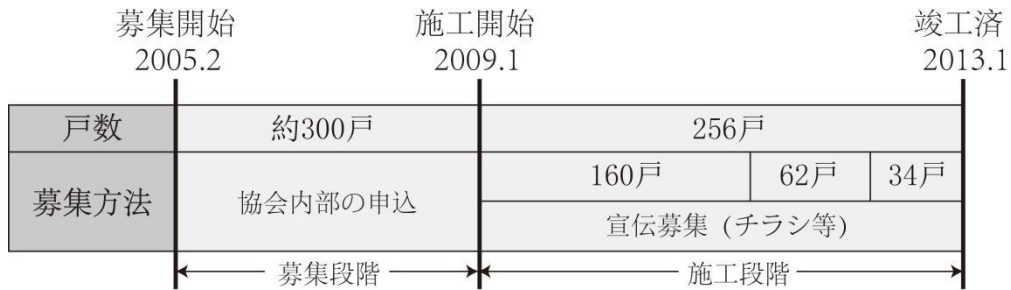 募集開始 施工開始 竣工済
2005.2 2009.1 2013.1
戸数 約300戸 256戸
募集方法 協会内部の申込 160戸 62戸 34戸
宣伝募集 (チラシ等)
募集段階 施工段階